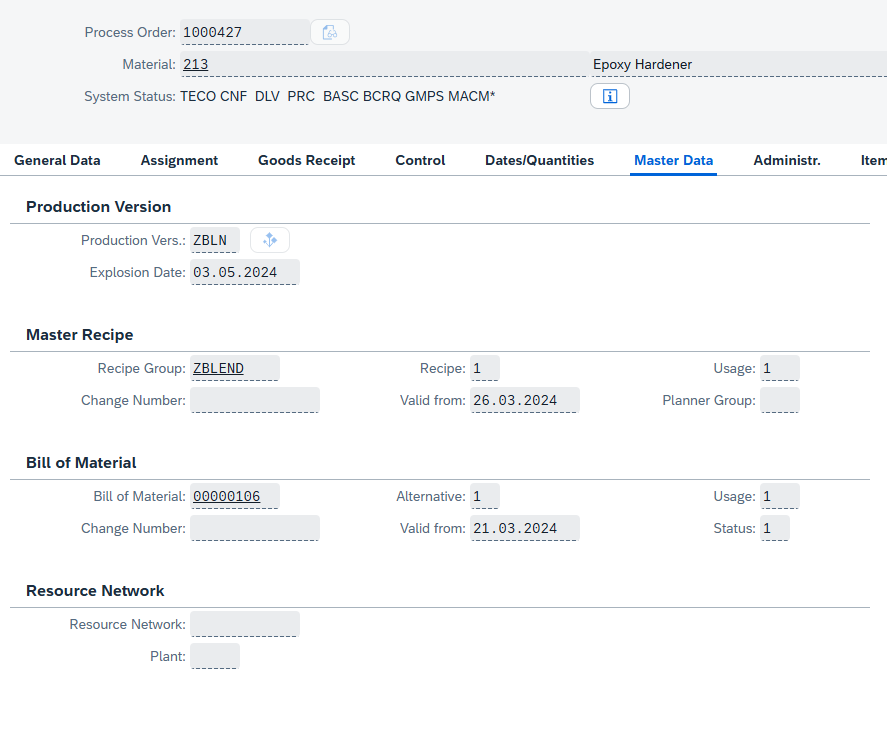 Process Order: 1000427
Material: 213 Epoxy Hardener
System Status: TECO CNF DLV PRC BASC BCRQ GMPS MACM*
General Data Assignment Goods Receipt Control Dates/Quantities Master Data Administr. Item
Production Version
Production Vers.: ZBLN
Explosion Date: 03.05.2024
Master Recipe
Recipe Group: ZBLEND Recipe: 1 Usage: 1
Change Number: Valid from: 26.03.2024 Planner Group:
Bill of Material
Bill of Material: 00000106 Alternative: 1 Usage: 1
Change Number: Valid from: 21.03.2024 Status: 1
Resource Network
Resource Network:
Plant: